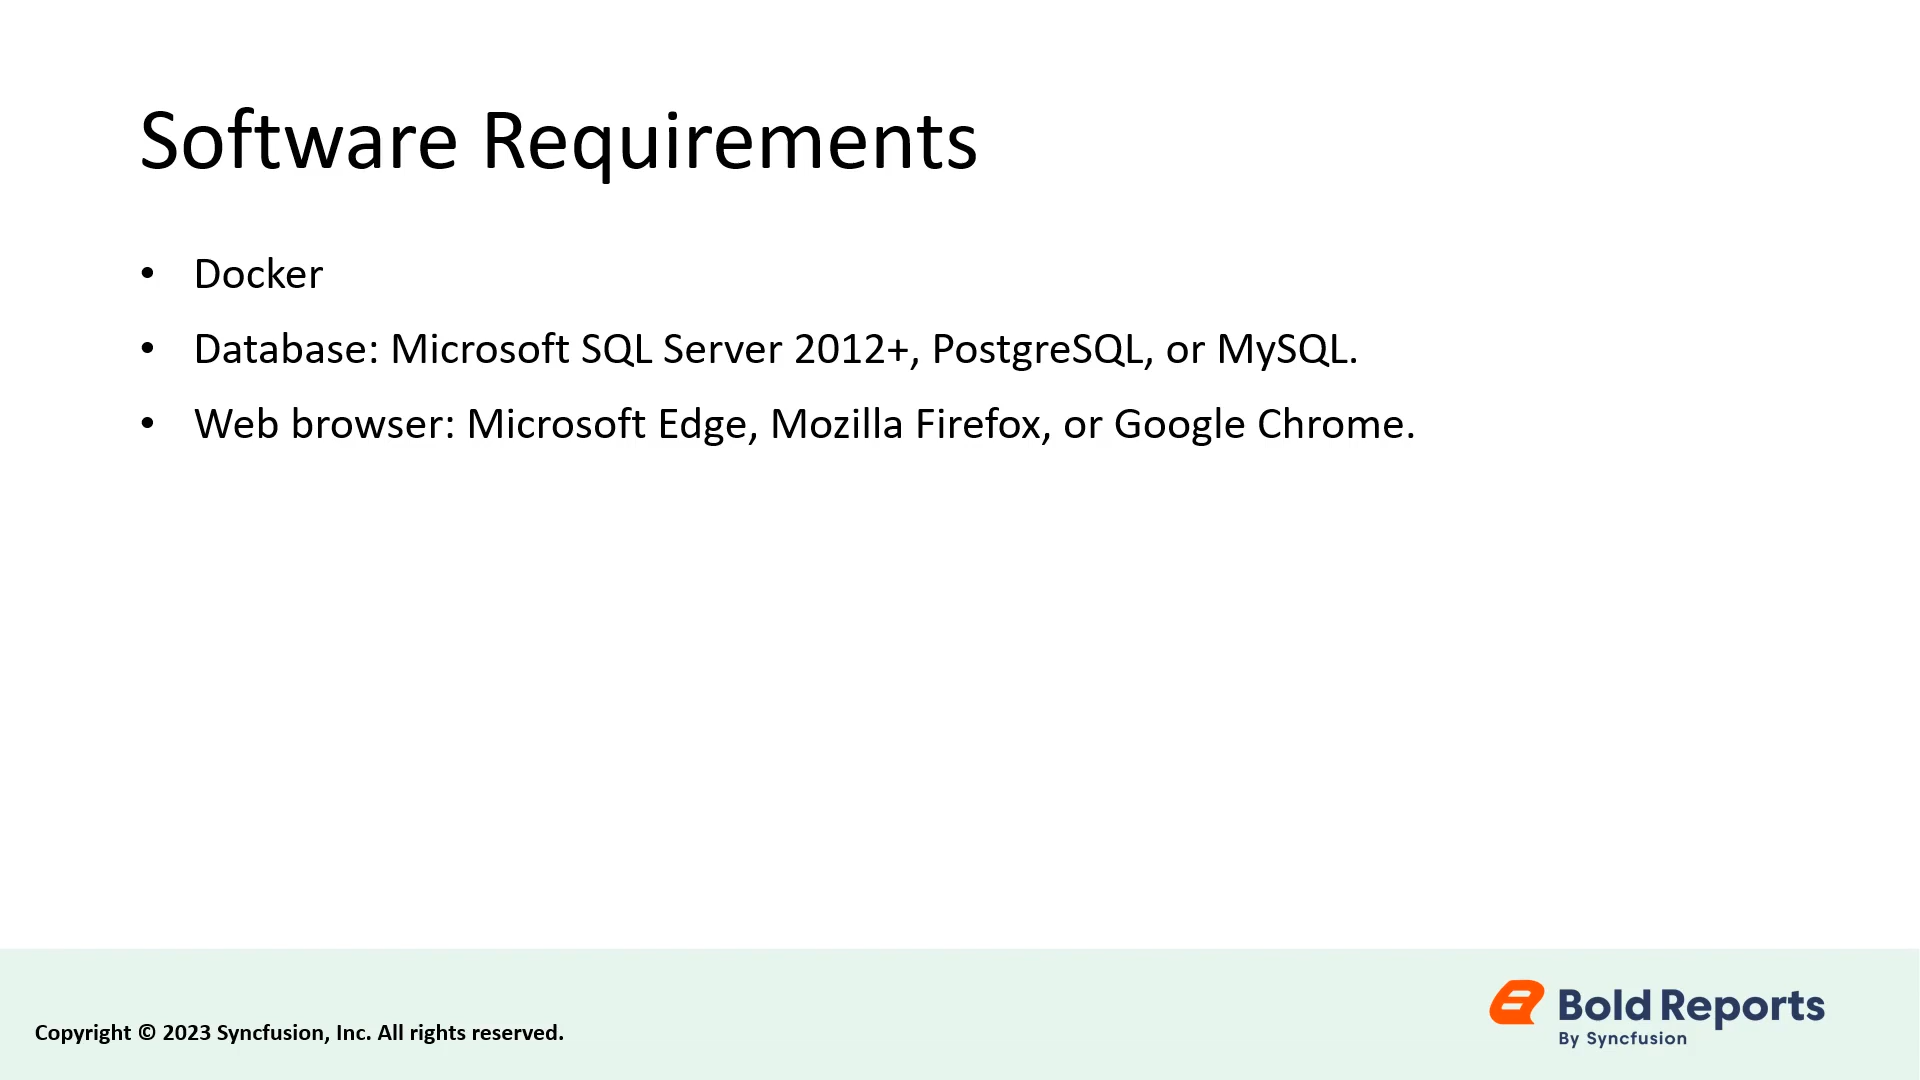 Software Requirements
• Docker
• Database: Microsoft SQL Server 2012+, PostgreSQL, or MySQL.
• Web browser: Microsoft Edge, Mozilla Firefox, or Google Chrome.
Copyright © 2023 Syncfusion, Inc. All rights reserved.
Bold Reports
By Syncfusion